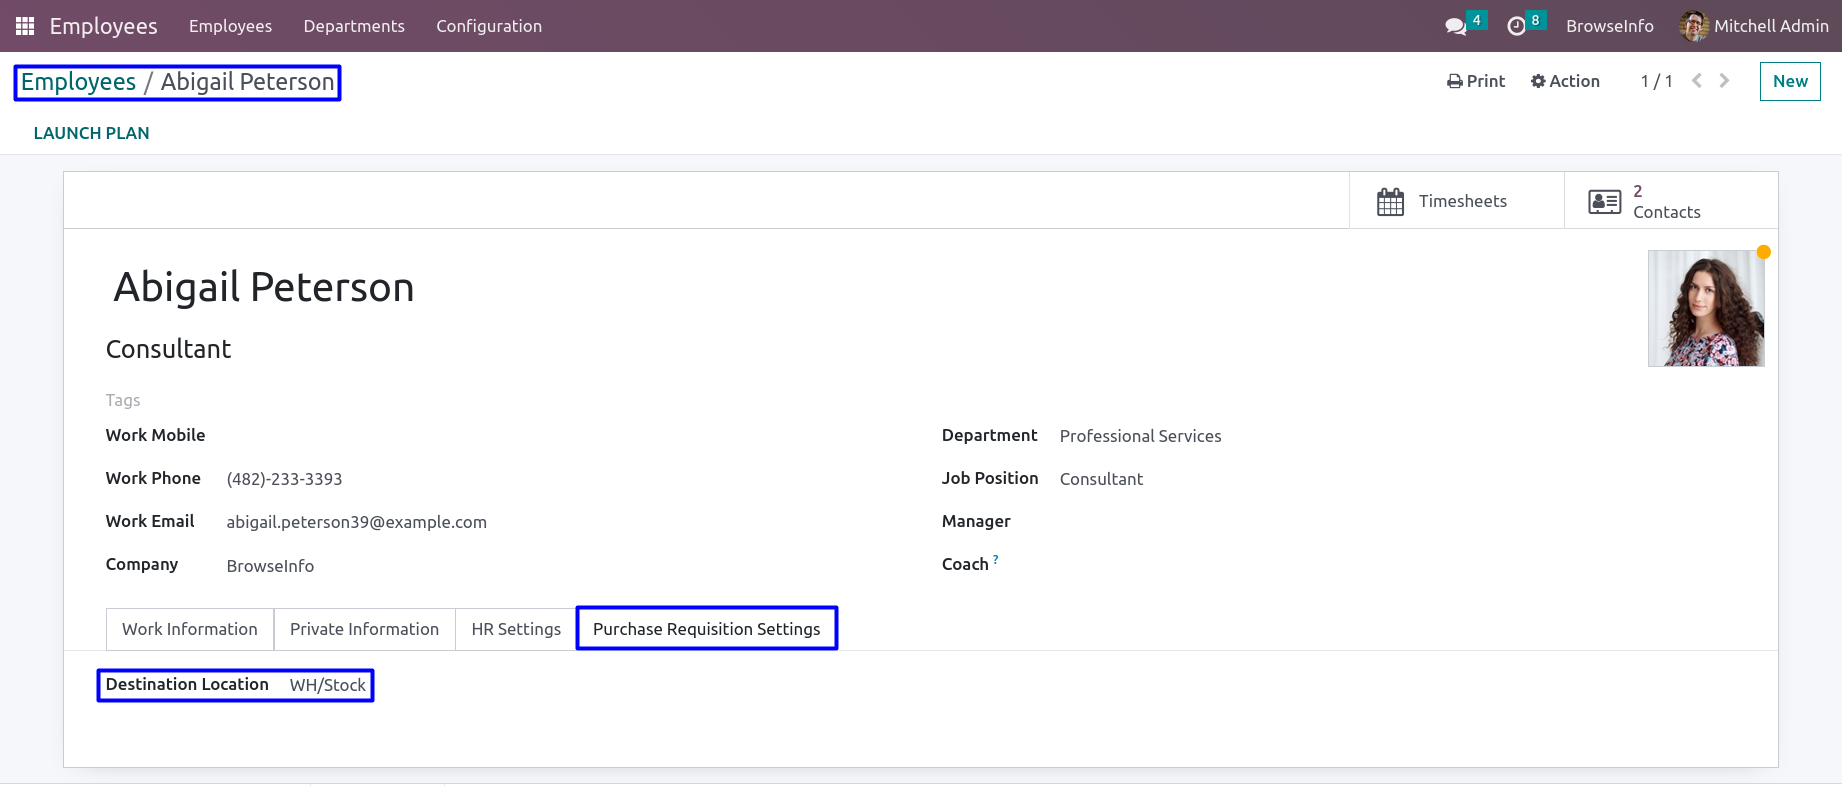 Employees Employees Departments Configuration 4 8 BrowseInfo Mitchell Admin
Employees / Abigail Peterson Print Action 1 / 1 New
LAUNCH PLAN
Timesheets 2 Contacts
Abigail Peterson
Consultant
Tags
Work Mobile
Work Phone (482)-233-3393
Work Email abigail.peterson39@example.com
Company BrowseInfo
Department Professional Services
Job Position Consultant
Manager
Coach ?
Work Information Private Information HR Settings Purchase Requisition Settings
Destination Location WH/Stock